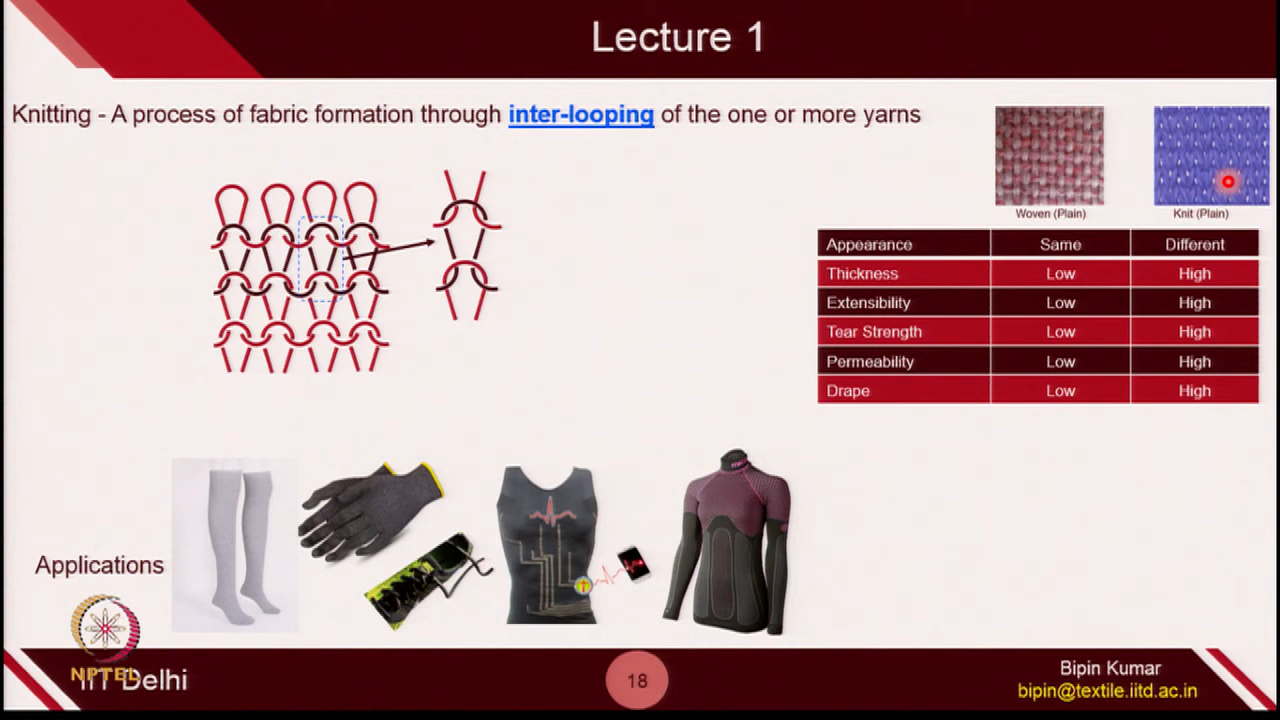 Lecture 1
Knitting - A process of fabric formation through inter-looping of the one or more yarns
Woven (Plain)
Knit (Plain)
Appearance Same Different
Thickness Low High
Extensibility Low High
Tear Strength Low High
Permeability Low High
Drape Low High
Applications
NPTEL
IIT Delhi
18
Bipin Kumar
bipin@textile.iitd.ac.in